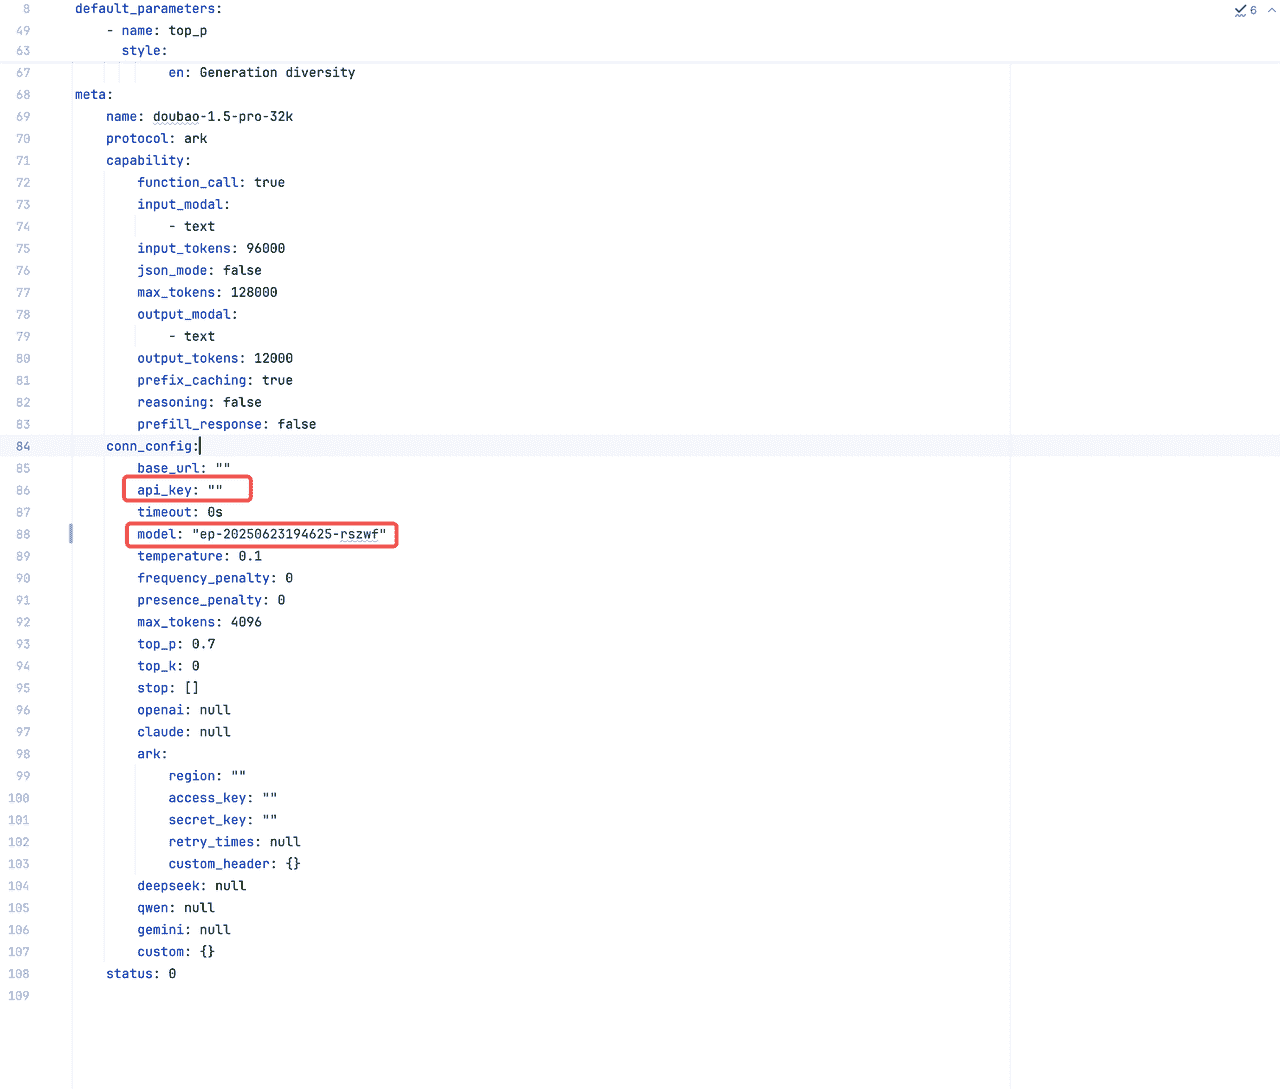 8 default_parameters:
6
49 - name: top_p
63 style:
67 en: Generation diversity
68 meta:
69 name: doubao-1.5-pro-32k
70 protocol: ark
71 capability:
72 function_call: true
73 input_modal:
74 - text
75 input_tokens: 96000
76 json_mode: false
77 max_tokens: 128000
78 output_modal:
79 - text
80 output_tokens: 12000
81 prefix_caching: true
82 reasoning: false
83 prefill_response: false
84 conn_config:
85 base_url: ""
86 api_key: ""
87 timeout: 0s
88 model: "ep-20250623194625-rszwf"
89 temperature: 0.1
90 frequency_penalty: 0
91 presence_penalty: 0
92 max_tokens: 4096
93 top_p: 0.7
94 top_k: 0
95 stop: []
96 openai: null
97 claude: null
98 ark:
99 region: ""
100 access_key: ""
101 secret_key: ""
102 retry_times: null
103 custom_header: {}
104 deepseek: null
105 qwen: null
106 gemini: null
107 custom: {}
108 status: 0
109